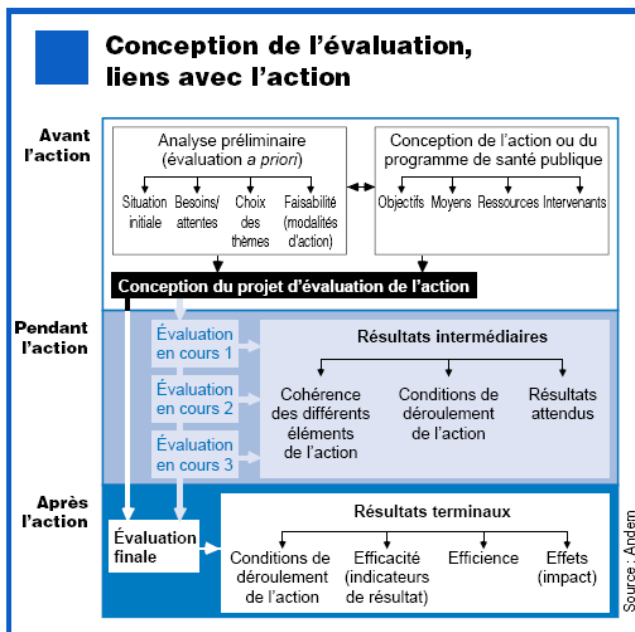 Conception de l'évaluation,
liens avec l'action
Avant
l'action
Analyse préliminaire
(évaluation a priori)
Situation
initiale
Besoins/
attentes
Choix
des
thèmes
Faisabilité
(modalités
d'action)
Conception de l'action ou du
programme de santé publique
Objectifs
Moyens
Ressources
Intervenants
Conception du projet d'évaluation de l'action
Pendant
l'action
Évaluation
en cours 1
Évaluation
en cours 2
Évaluation
en cours 3
Résultats intermédiaires
Cohérence
des différents
éléments
de l'action
Conditions de
déroulement
de l'action
Résultats
attendus
Après
l'action
Évaluation
finale
Résultats terminaux
Conditions de
déroulement
de l'action
Efficacité
(indicateurs
de résultat)
Efficience
Effets
(impact)
Source : Andem